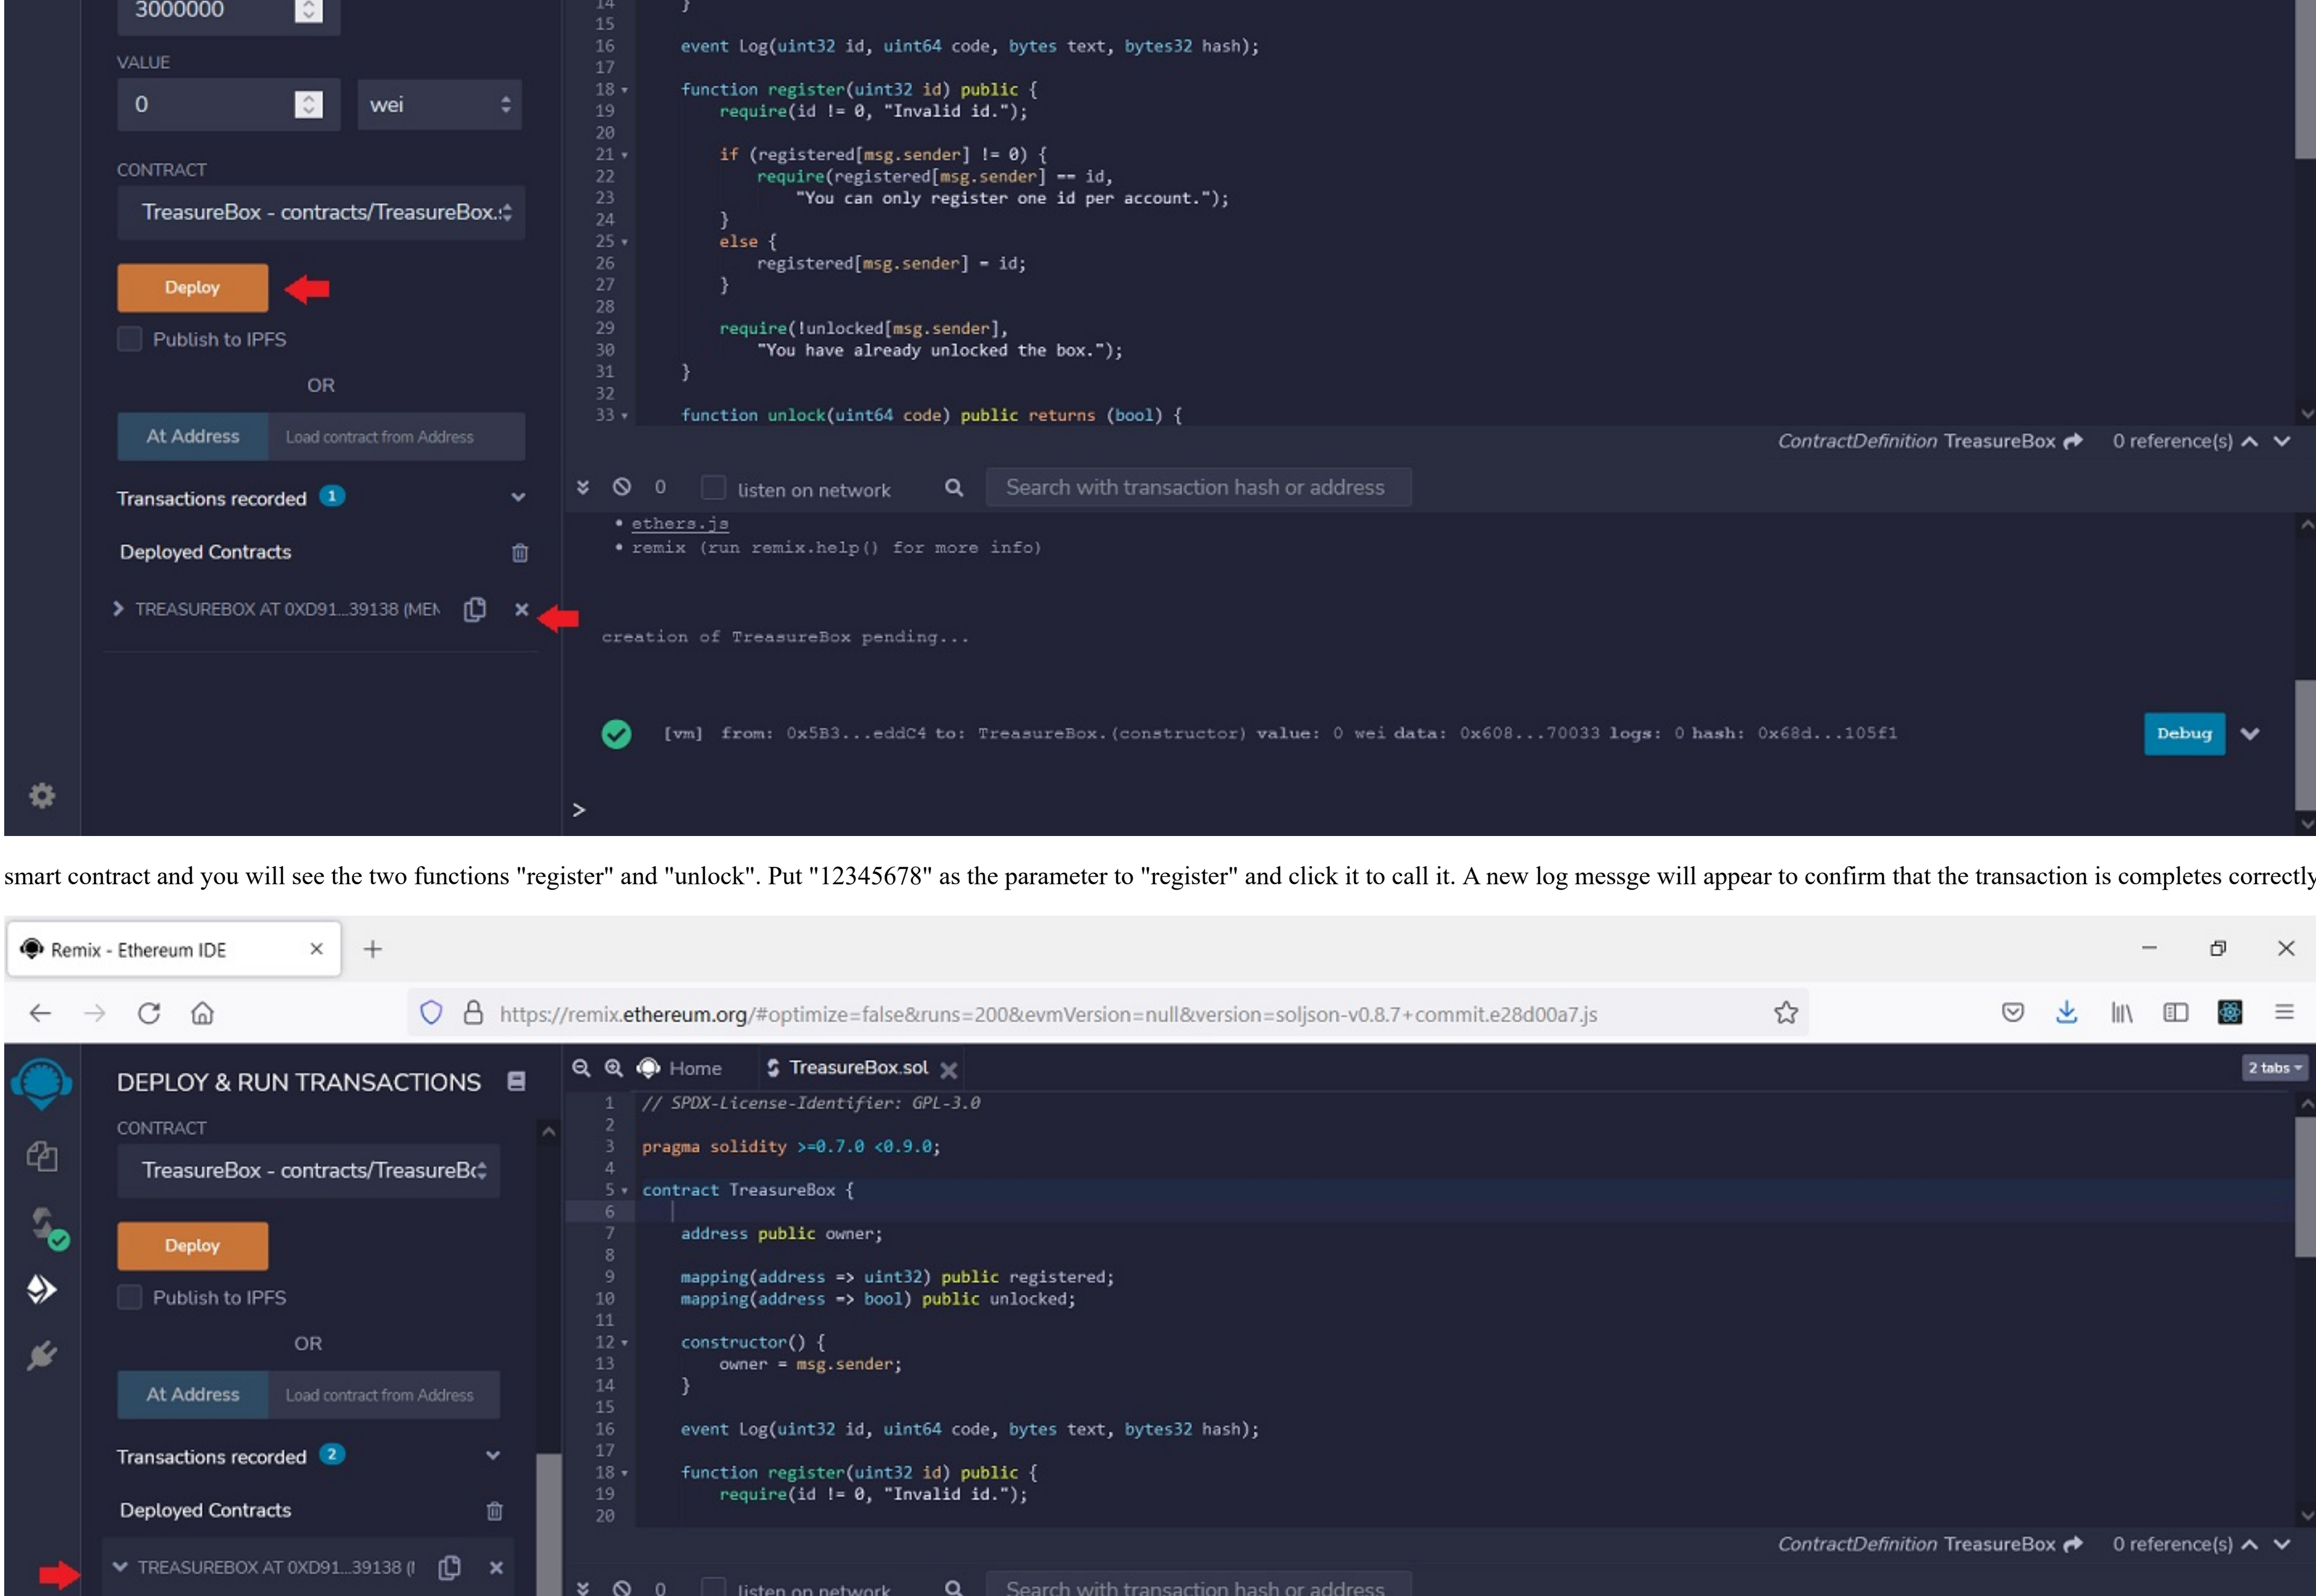 3000000
VALUE
0
wei
CONTRACT
TreasureBox - contracts/TreasureBox.
Deploy
Publish to IPFS
OR
At Address Load contract from Address
Transactions recorded 1
Deployed Contracts
TREASUREBOX AT 0XD91...39138 (MEM
14 }
15
16 event Log(uint32 id, uint64 code, bytes text, bytes32 hash);
17
18 function register(uint32 id) public {
19 require(id != 0, "Invalid id.");
20
21 if (registered[msg.sender] != 0) {
22 require(registered[msg.sender] == id,
23 "You can only register one id per account.");
24 }
25 else {
26 registered[msg.sender] = id;
27 }
28
29 require(!unlocked[msg.sender],
30 "You have already unlocked the box.");
31 }
32
33 function unlock(uint64 code) public returns (bool) {
ContractDefinition TreasureBox 0 reference(s)
0 listen on network Search with transaction hash or address
• ethers.js
• remix (run remix.help() for more info)
creation of TreasureBox pending...
[vm] from: 0x5B3...eddC4 to: TreasureBox.(constructor) value: 0 wei data: 0x608...70033 logs: 0 hash: 0x68d...105f1
Debug
>
smart contract and you will see the two functions "register" and "unlock". Put "12345678" as the parameter to "register" and click it to call it. A new log messge will appear to confirm that the transaction is completes correctly
Remix - Ethereum IDE
https://remix.ethereum.org/#optimize=false&runs=200&evmVersion=null&version=soljson-v0.8.7+commit.e28d00a7.js
DEPLOY & RUN TRANSACTIONS
CONTRACT
TreasureBox - contracts/TreasureBo
Deploy
Publish to IPFS
OR
At Address Load contract from Address
Transactions recorded 2
Deployed Contracts
TREASUREBOX AT 0XD91...39138 (
Home TreasureBox.sol
2 tabs
1 // SPDX-License-Identifier: GPL-3.0
2
3 pragma solidity >=0.7.0 <0.9.0;
4
5 contract TreasureBox {
6
7 address public owner;
8
9 mapping(address => uint32) public registered;
10 mapping(address => bool) public unlocked;
11
12 constructor() {
13 owner = msg.sender;
14 }
15
16 event Log(uint32 id, uint64 code, bytes text, bytes32 hash);
17
18 function register(uint32 id) public {
19 require(id != 0, "Invalid id.");
20
ContractDefinition TreasureBox 0 reference(s)
0 listen on network Search with transaction hash or address